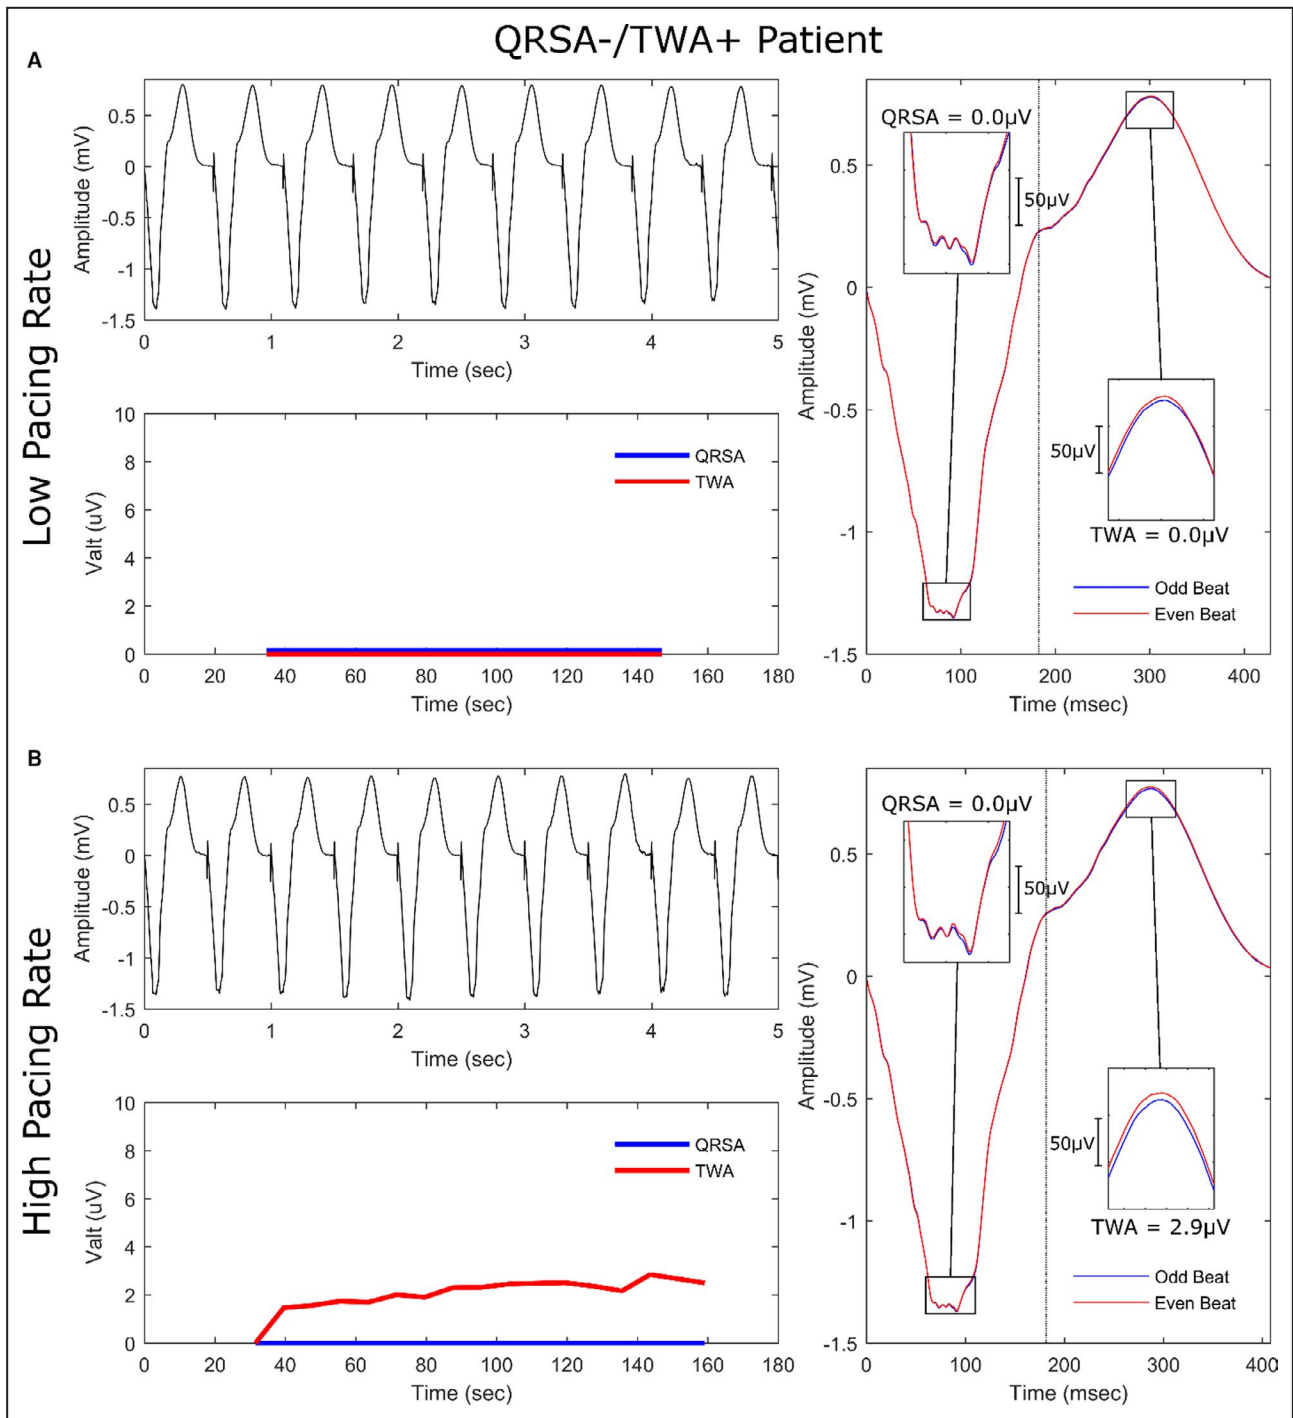 QRSA-/TWA+ Patient
A
Low Pacing Rate
Amplitude (mV)
0.5
0
-0.5
-1
-1.5
0 1 2 3 4 5
Time (sec)
Valt (uV)
10
8
6
4
2
0
QRSA
TWA
0 20 40 60 80 100 120 140 160 180
Time (sec)
Amplitude (mV)
0.5
0
-0.5
-1
-1.5
QRSA = 0.0µV
50µV
50µV
TWA = 0.0µV
Odd Beat
Even Beat
0 100 200 300 400
Time (msec)
B
High Pacing Rate
Amplitude (mV)
0.5
0
-0.5
-1
-1.5
0 1 2 3 4 5
Time (sec)
Valt (uV)
10
8
6
4
2
0
QRSA
TWA
0 20 40 60 80 100 120 140 160 180
Time (sec)
Amplitude (mV)
0.5
0
-0.5
-1
-1.5
QRSA = 0.0µV
50µV
50µV
TWA = 2.9µV
Odd Beat
Even Beat
0 100 200 300 400
Time (msec)